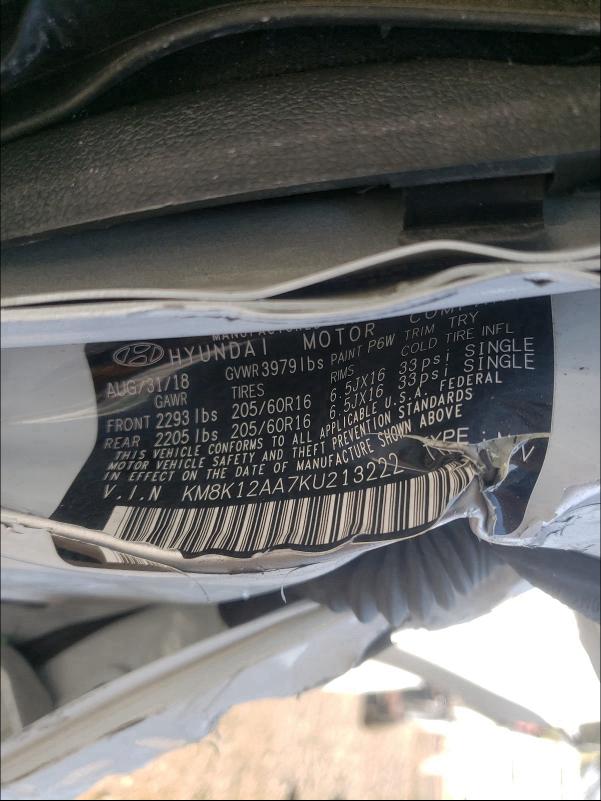 MANUFACTURED
HYUNDAI MOTOR COMPANY
AUG/31/18 GVWR 3979lbs PAINT P6W TRIM TRY
GAWR TIRES RIMS COLD TIRE INFL
FRONT 2293 lbs 205/60R16 6.5JX16 33psi SINGLE
REAR 2205 lbs 205/60R16 6.5JX16 33psi SINGLE
THIS VEHICLE CONFORMS TO ALL APPLICABLE U.S.A. FEDERAL
MOTOR VEHICLE SAFETY AND THEFT PREVENTION STANDARDS
IN EFFECT ON THE DATE OF MANUFACTURE SHOWN ABOVE
V.I.N KM8K12AA7KU213222 TYPE :